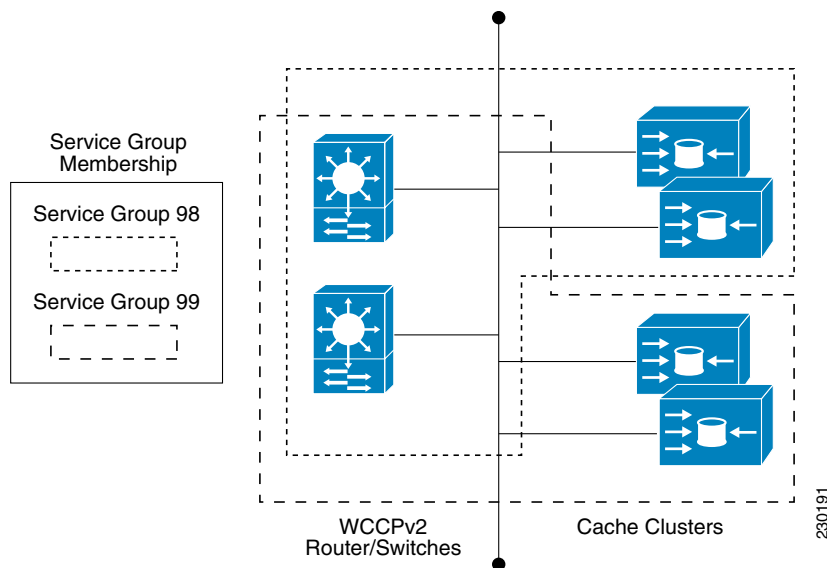 Service Group
Membership
Service Group 98
Service Group 99
WCCPv2
Router/Switches
Cache Clusters
230191